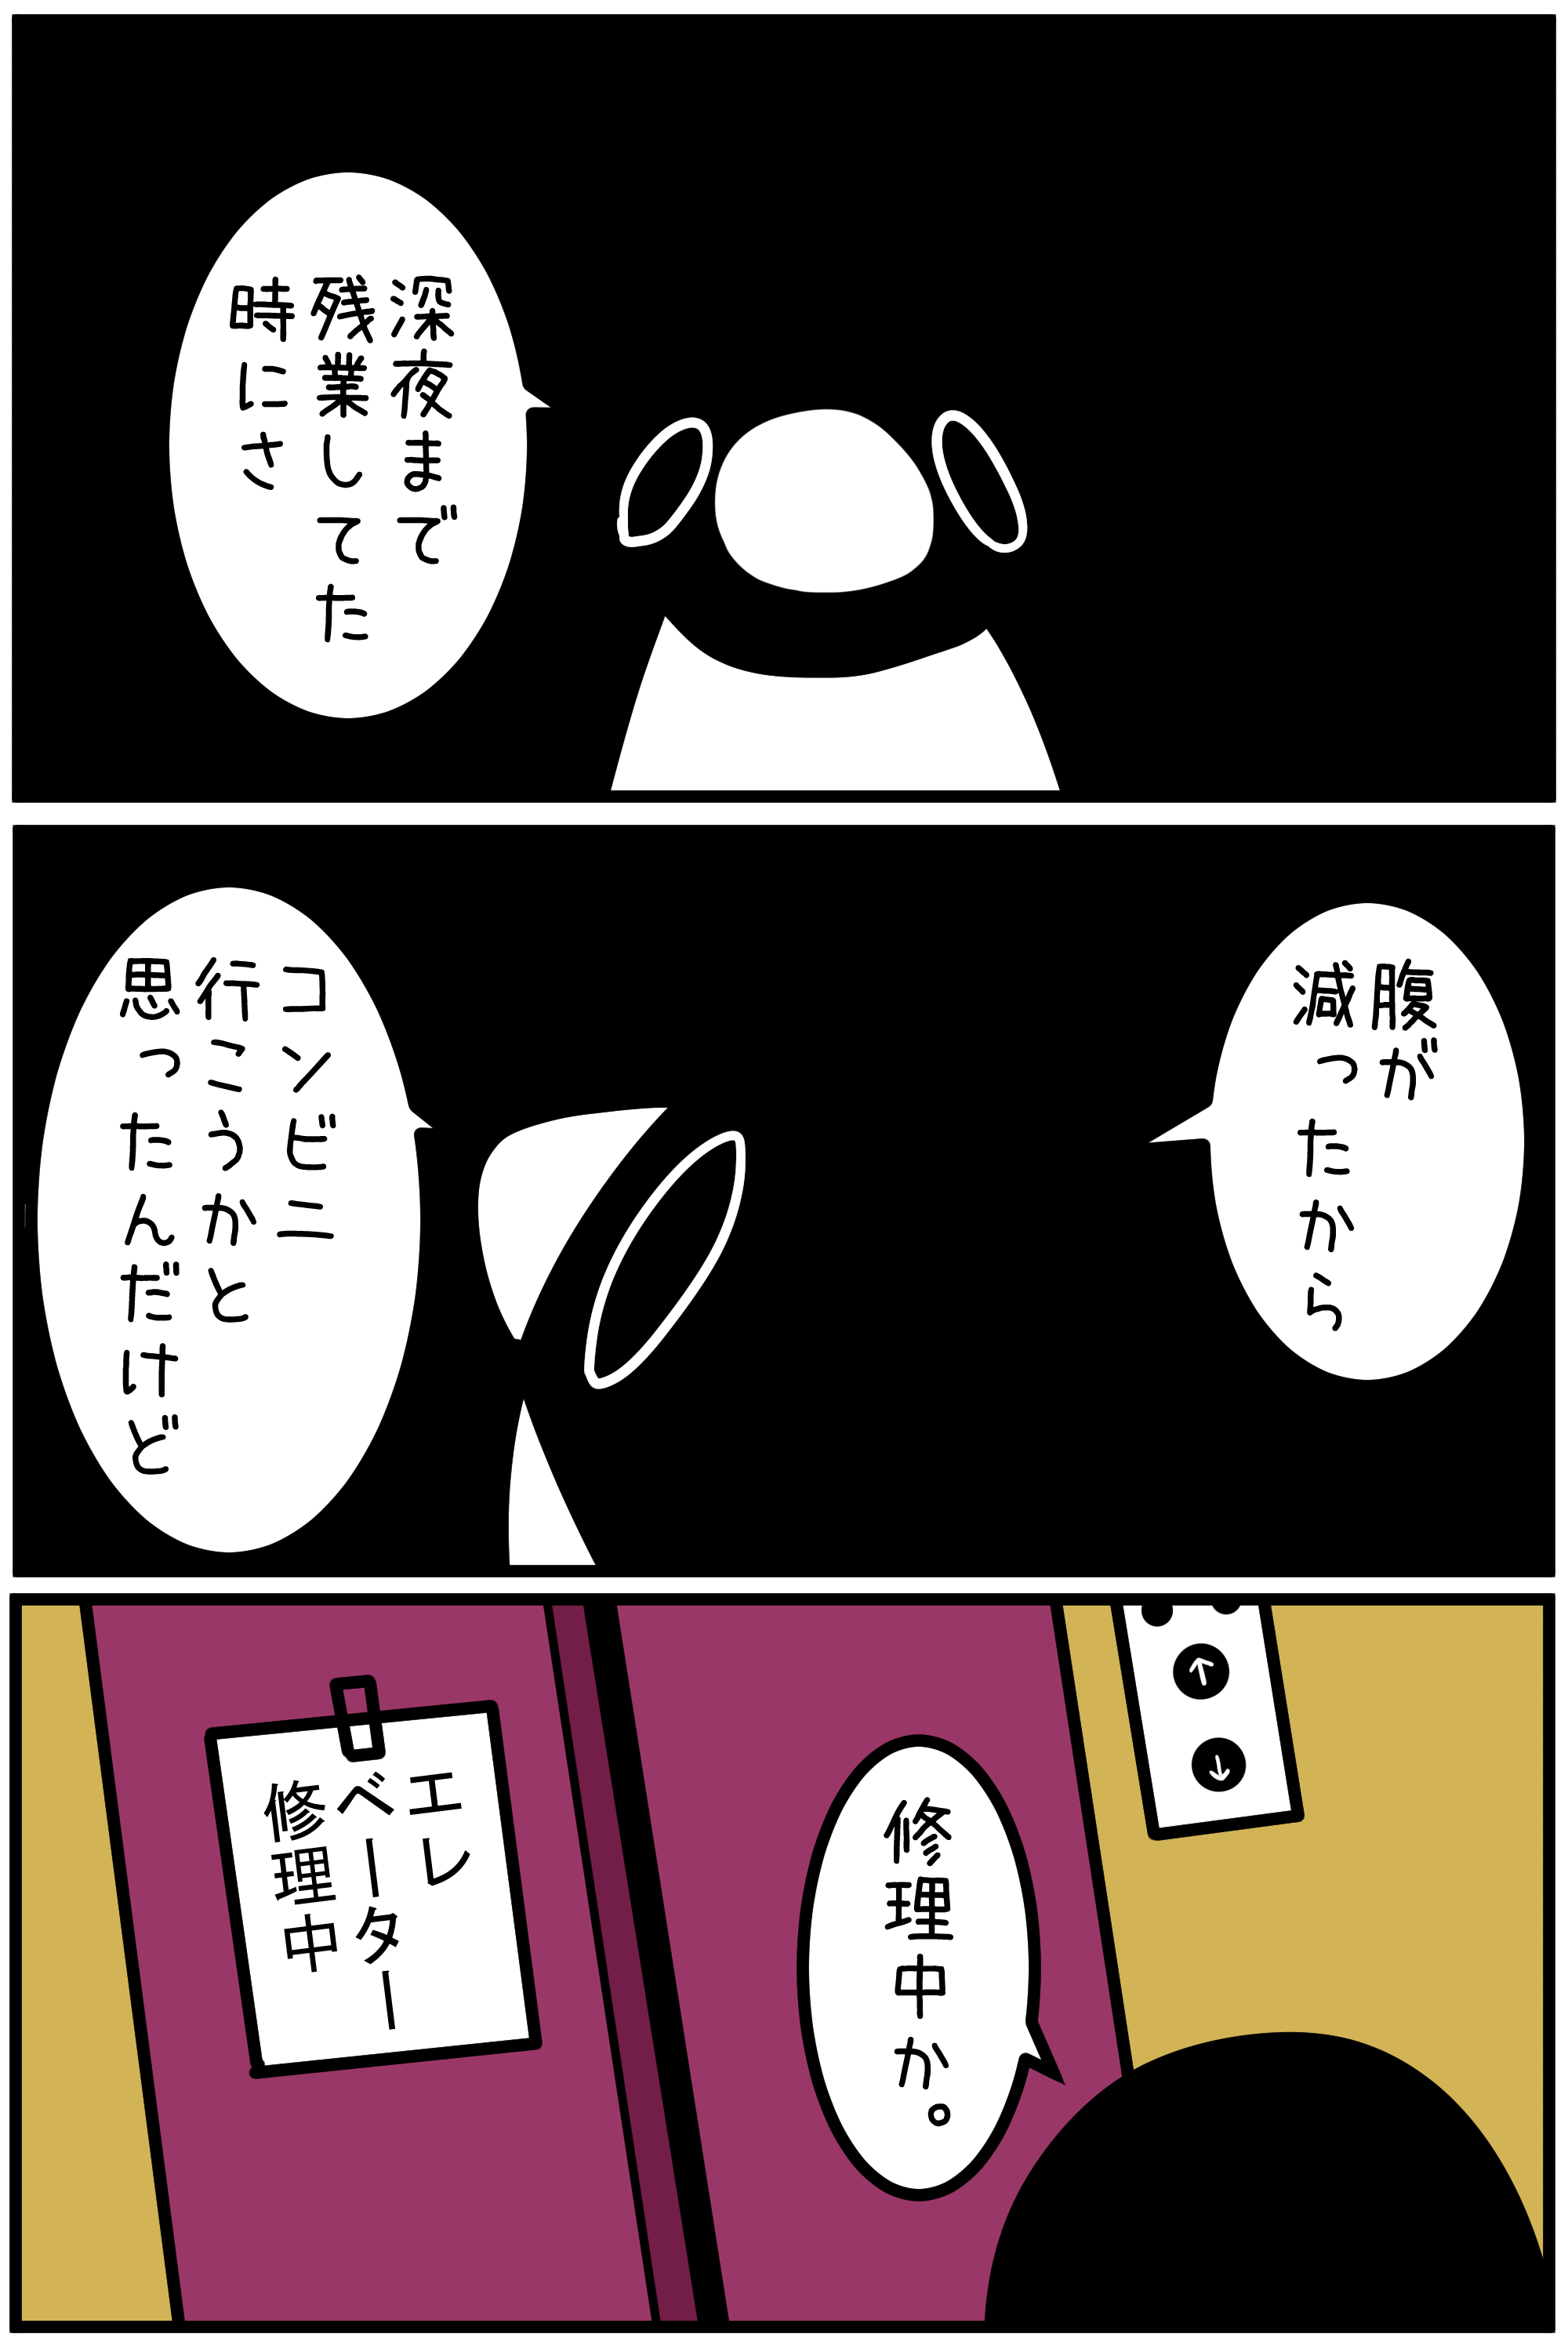 深夜まで
残業してた
時にさ
腹が
減ったから
コンビニ
行こうかと
思ったんだけど
エレ
ベーター
修理中
修理中か。